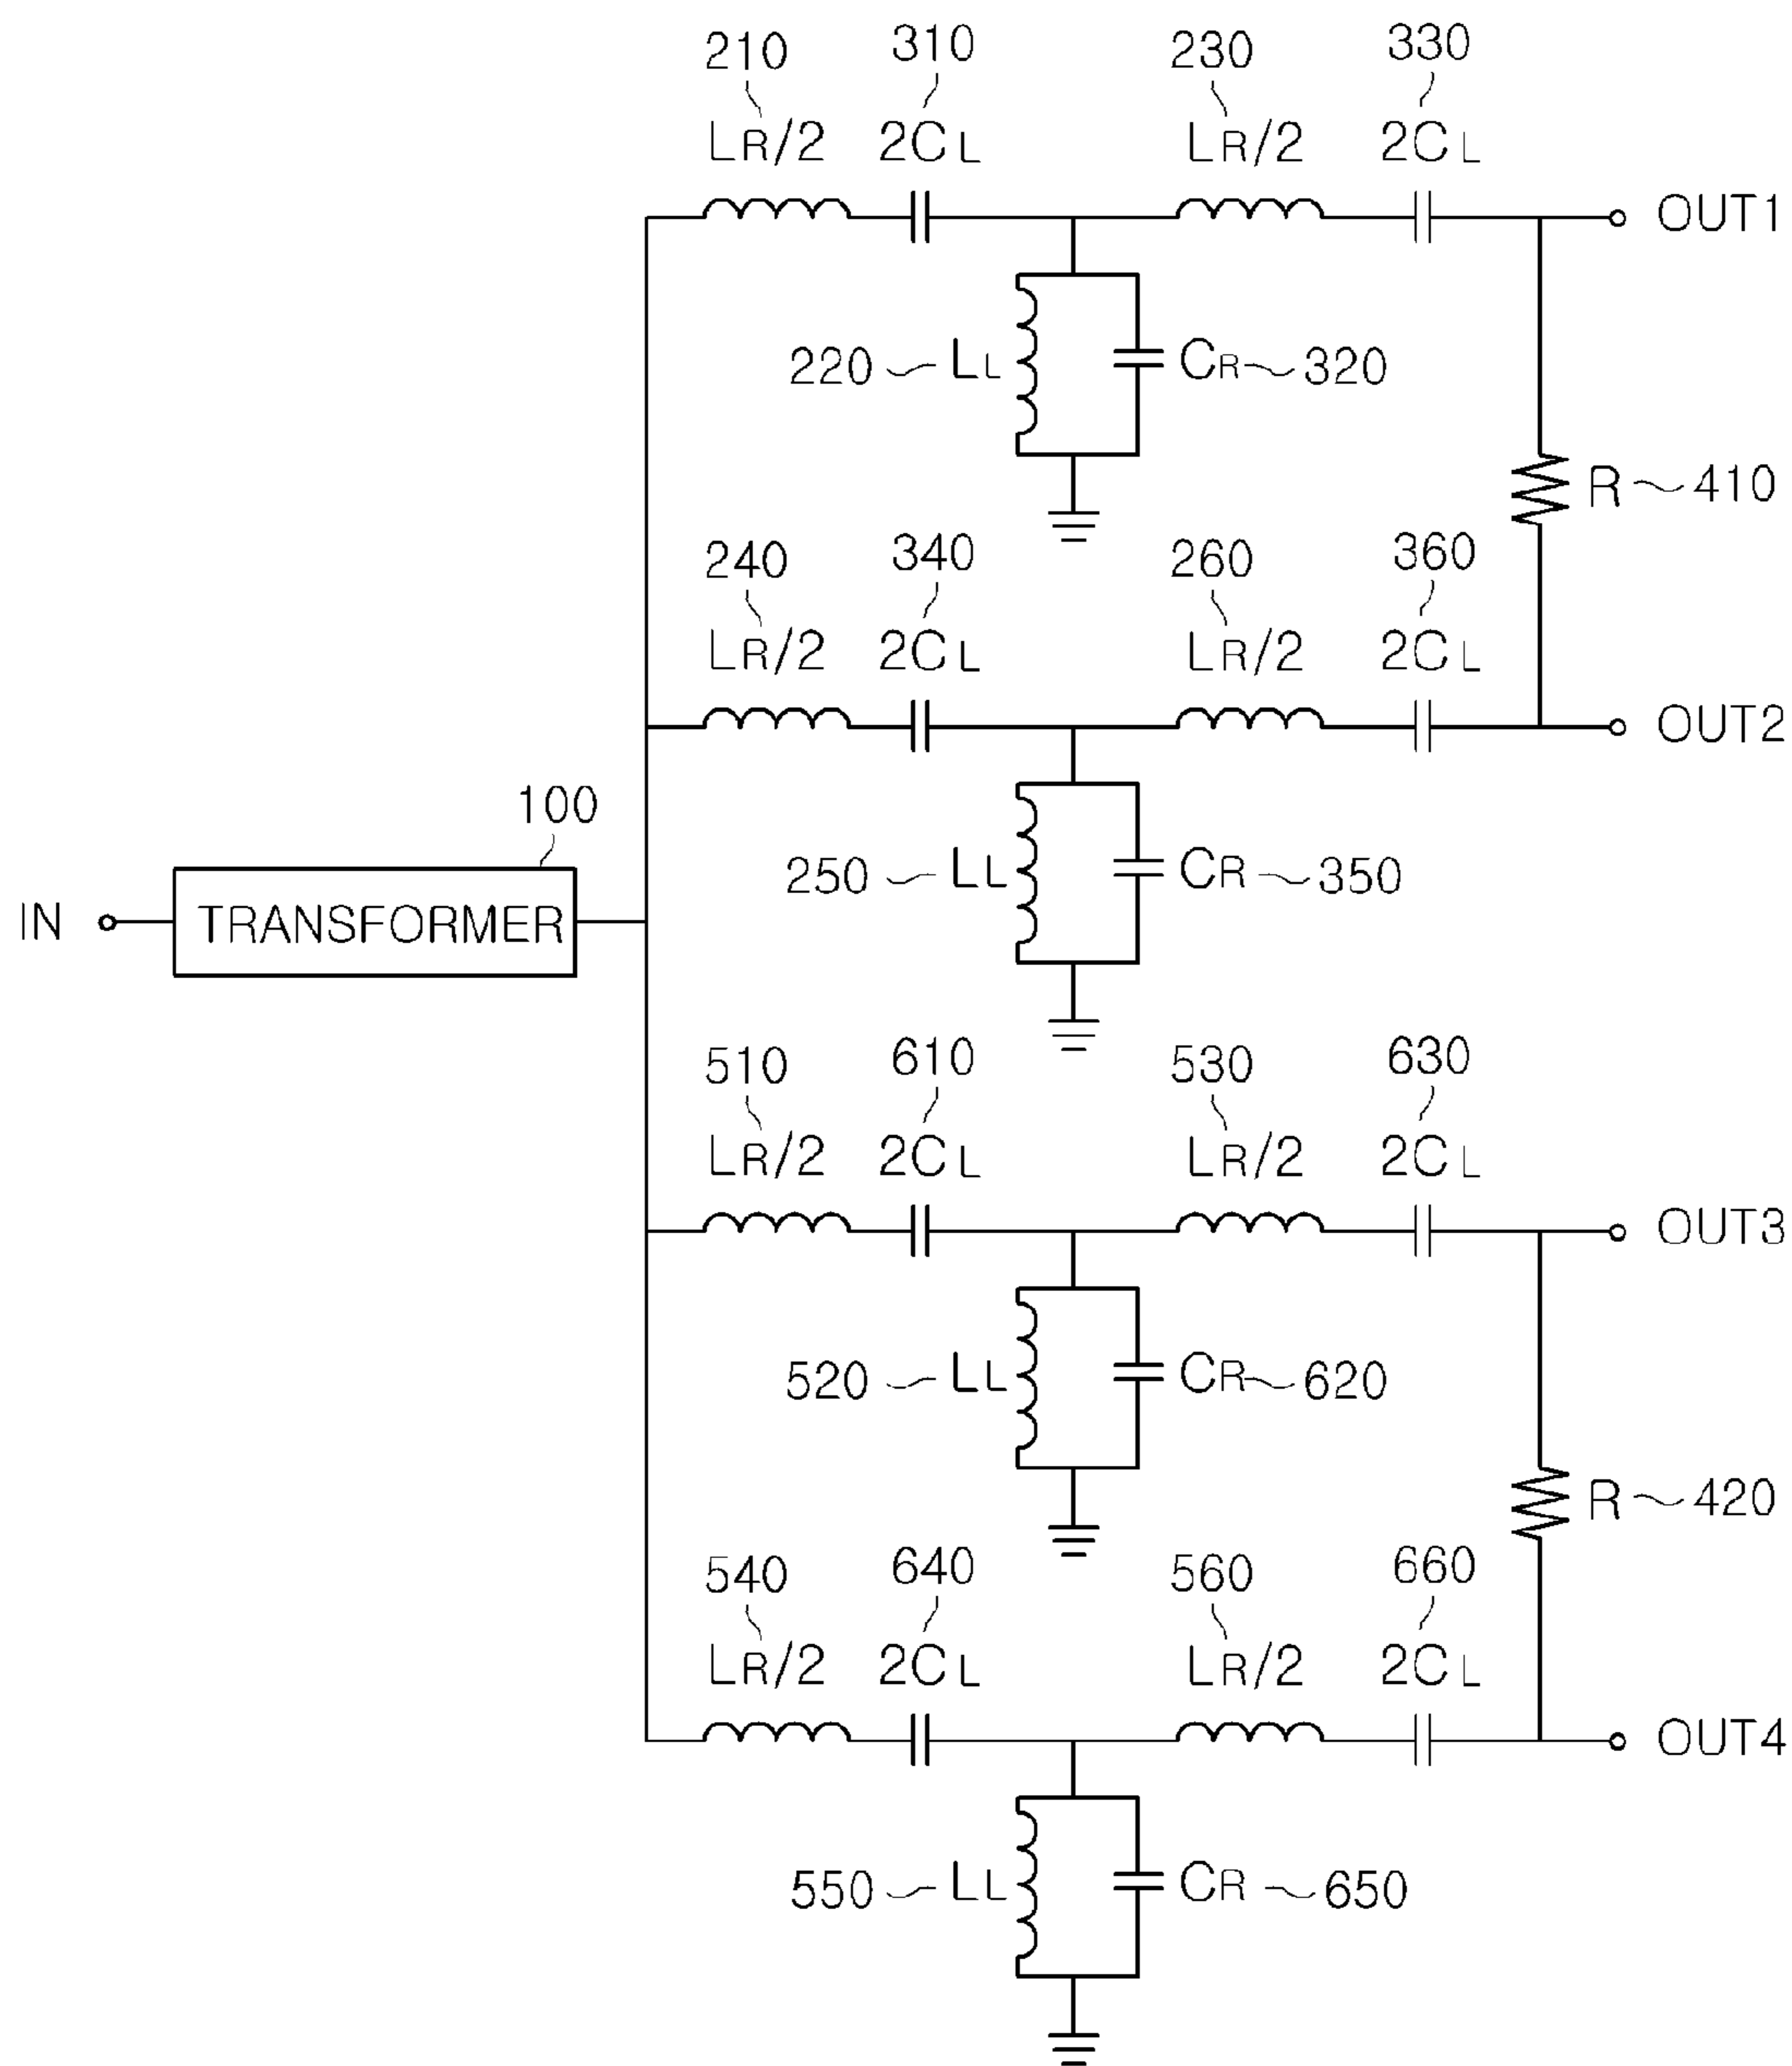 210 310 230 330
LR/2 2CL LR/2 2CL
OUT1
220 LL CR 320
R 410
240 340 260 360
LR/2 2CL LR/2 2CL
OUT2
100
250 LL CR 350
IN TRANSFORMER
510 610 530 630
LR/2 2CL LR/2 2CL
OUT3
520 LL CR 620
R 420
540 640 560 660
LR/2 2CL LR/2 2CL
OUT4
550 LL CR 650